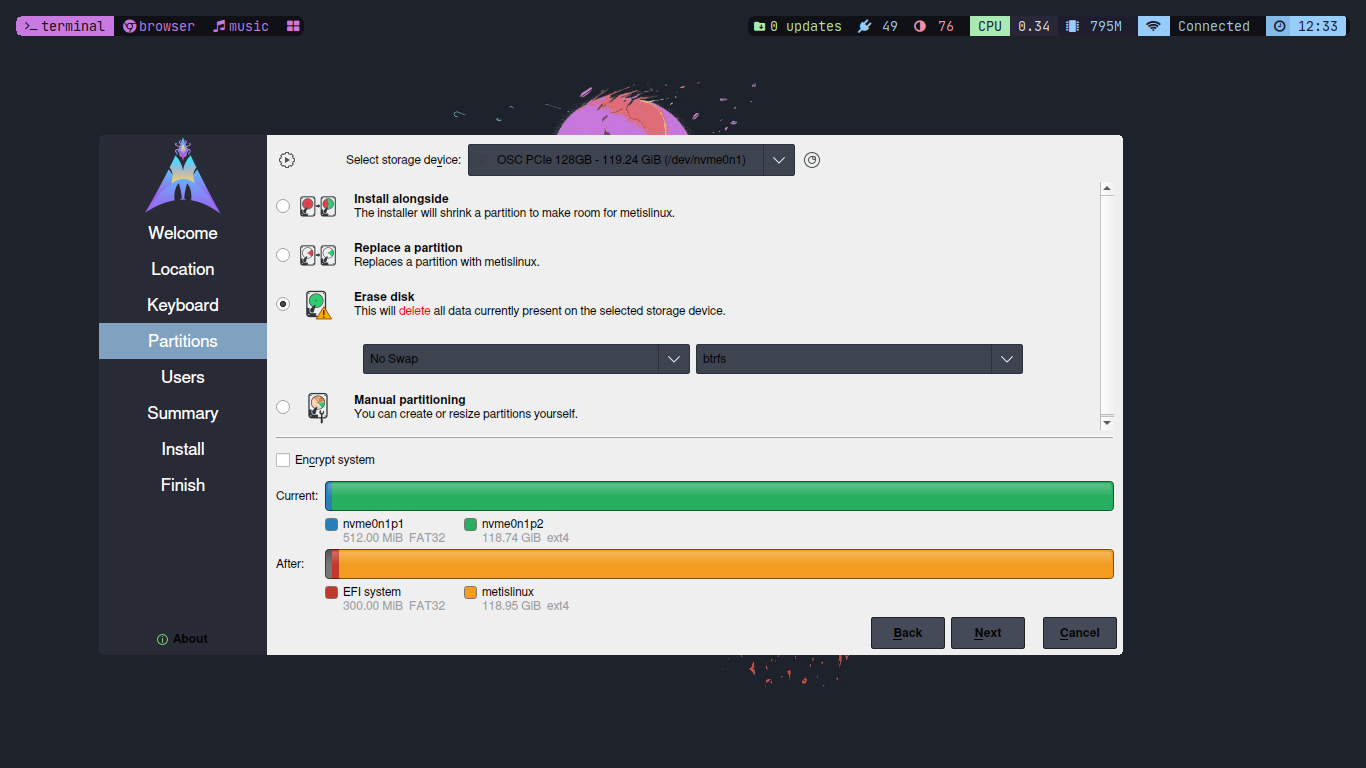 terminal browser music 0 updates 49 76 CPU 0.34 795M Connected 12:33
Select storage device: OSC PCIe 128GB - 119.24 GiB (/dev/nvme0n1)
Welcome
Location
Keyboard
Partitions
Users
Summary
Install
Finish
About
Install alongside
The installer will shrink a partition to make room for metislinux.
Replace a partition
Replaces a partition with metislinux.
Erase disk
This will delete all data currently present on the selected storage device.
No Swap btrfs
Manual partitioning
You can create or resize partitions yourself.
Encrypt system
Current:
nvme0n1p1 nvme0n1p2
512.00 MiB FAT32 118.74 GiB ext4
After:
EFI system metislinux
300.00 MiB FAT32 118.95 GiB ext4
Back Next Cancel